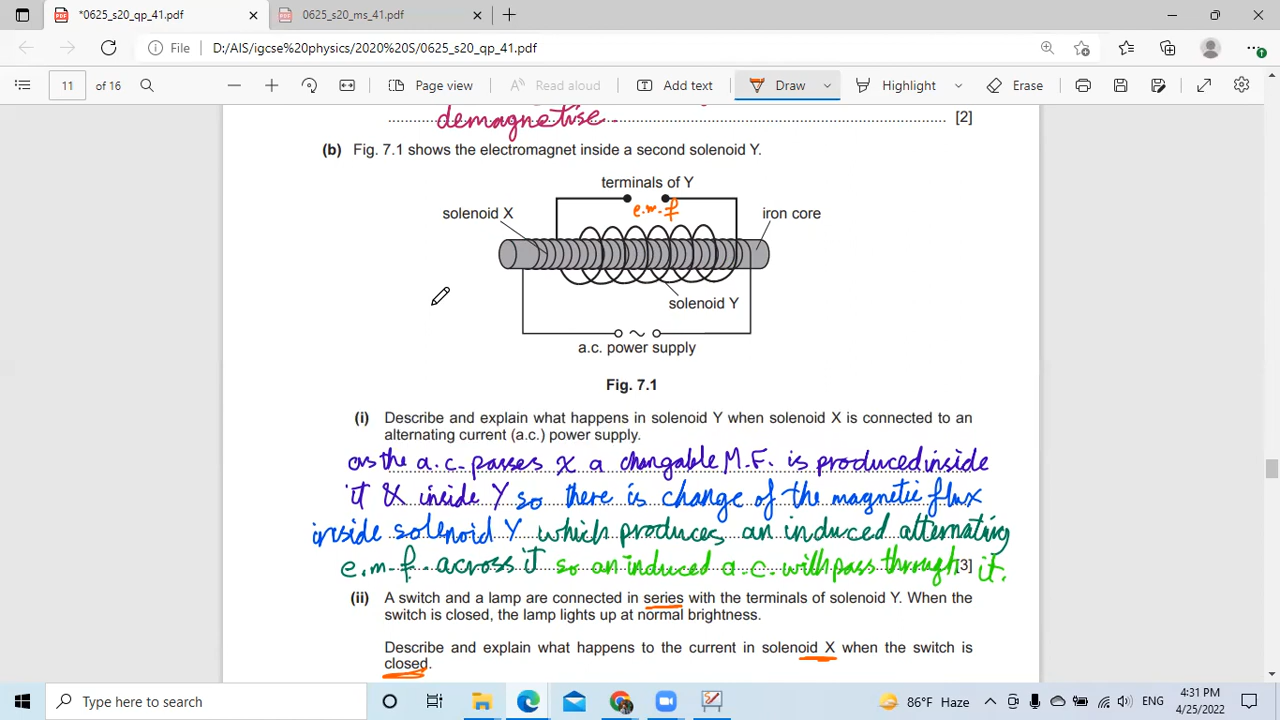 *0625_s20_qp_41.pdf
0625_s20_ms_41.pdf
File
D:/AIS/igcse%20physics/2020%20S/0625_s20_qp_41.pdf
11 of 16
Page view
Read aloud
Add text
Draw
Highlight
Erase
demagnetise. [2]
(b) Fig. 7.1 shows the electromagnet inside a second solenoid Y.
terminals of Y
solenoid X
e.m.f
iron core
solenoid Y
a.c. power supply
Fig. 7.1
(i) Describe and explain what happens in solenoid Y when solenoid X is connected to an
alternating current (a.c.) power supply.
as the a.c. passes X a changable M.F. is produced inside
it & inside Y so there is change of the magnetic flux
inside solenoid Y which produces an induced alternating
e.m.f. across it so an induced a.c. will pass through it. [3]
(ii) A switch and a lamp are connected in series with the terminals of solenoid Y. When the
switch is closed, the lamp lights up at normal brightness.
Describe and explain what happens to the current in solenoid X when the switch is
closed.
Type here to search
86°F Haze
ENG
4:31 PM
4/25/2022